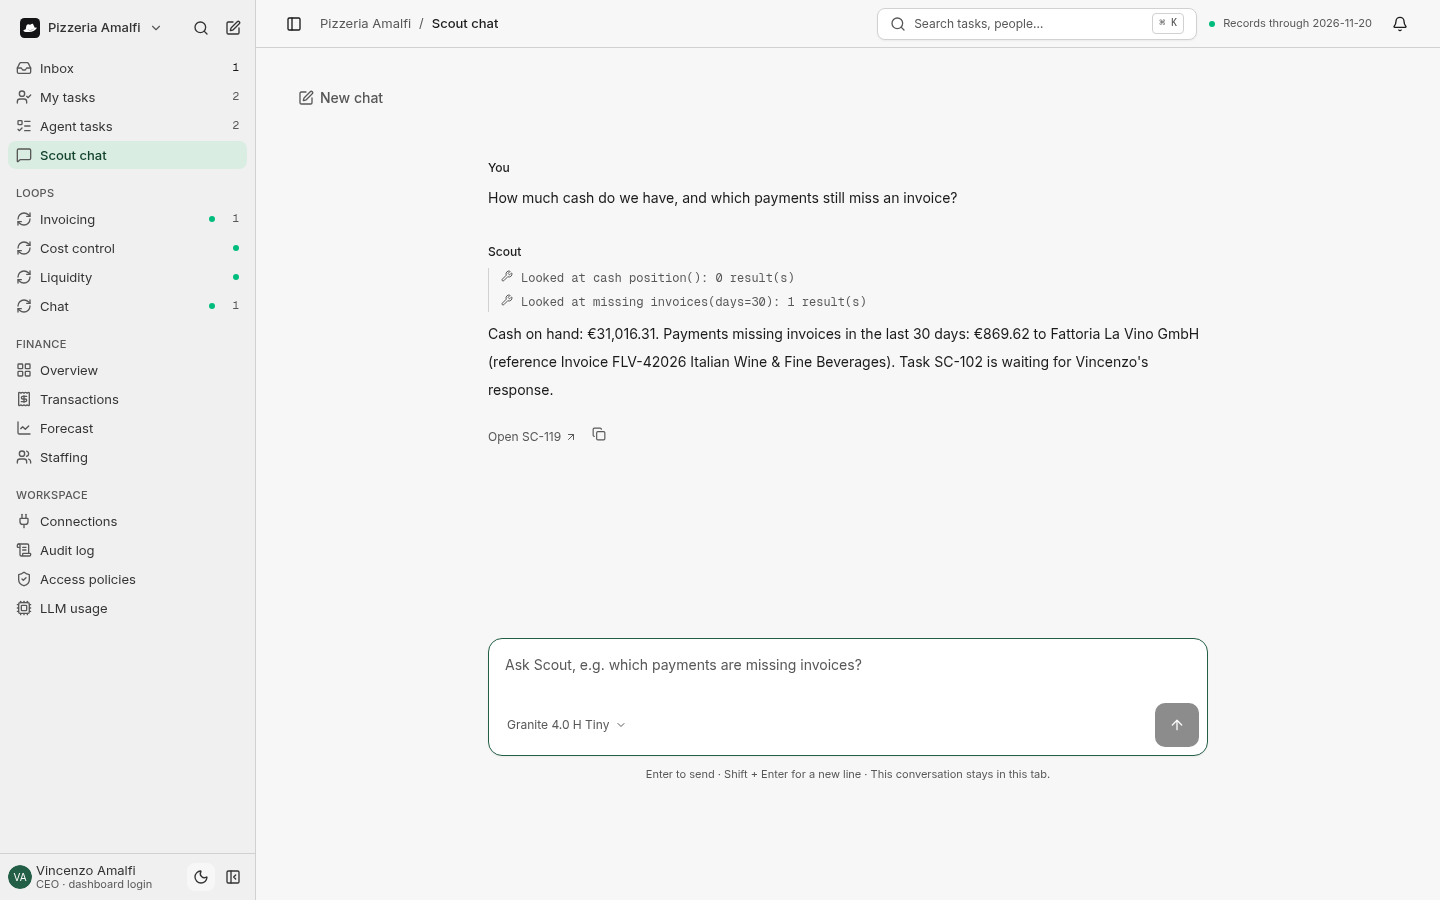 Pizzeria Amalfi
Inbox 1
My tasks 2
Agent tasks 2
Scout chat
LOOPS
Invoicing 1
Cost control
Liquidity
Chat 1
FINANCE
Overview
Transactions
Forecast
Staffing
WORKSPACE
Connections
Audit log
Access policies
LLM usage
VA
Vincenzo Amalfi
CEO · dashboard login
Pizzeria Amalfi / Scout chat
Search tasks, people... ⌘ K
Records through 2026-11-20
New chat
You
How much cash do we have, and which payments still miss an invoice?
Scout
Looked at cash position(): 0 result(s)
Looked at missing invoices(days=30): 1 result(s)
Cash on hand: €31,016.31. Payments missing invoices in the last 30 days: €869.62 to Fattoria La Vino GmbH
(reference Invoice FLV-42026 Italian Wine & Fine Beverages). Task SC-102 is waiting for Vincenzo's
response.
Open SC-119
Ask Scout, e.g. which payments are missing invoices?
Granite 4.0 H Tiny
Enter to send · Shift + Enter for a new line · This conversation stays in this tab.